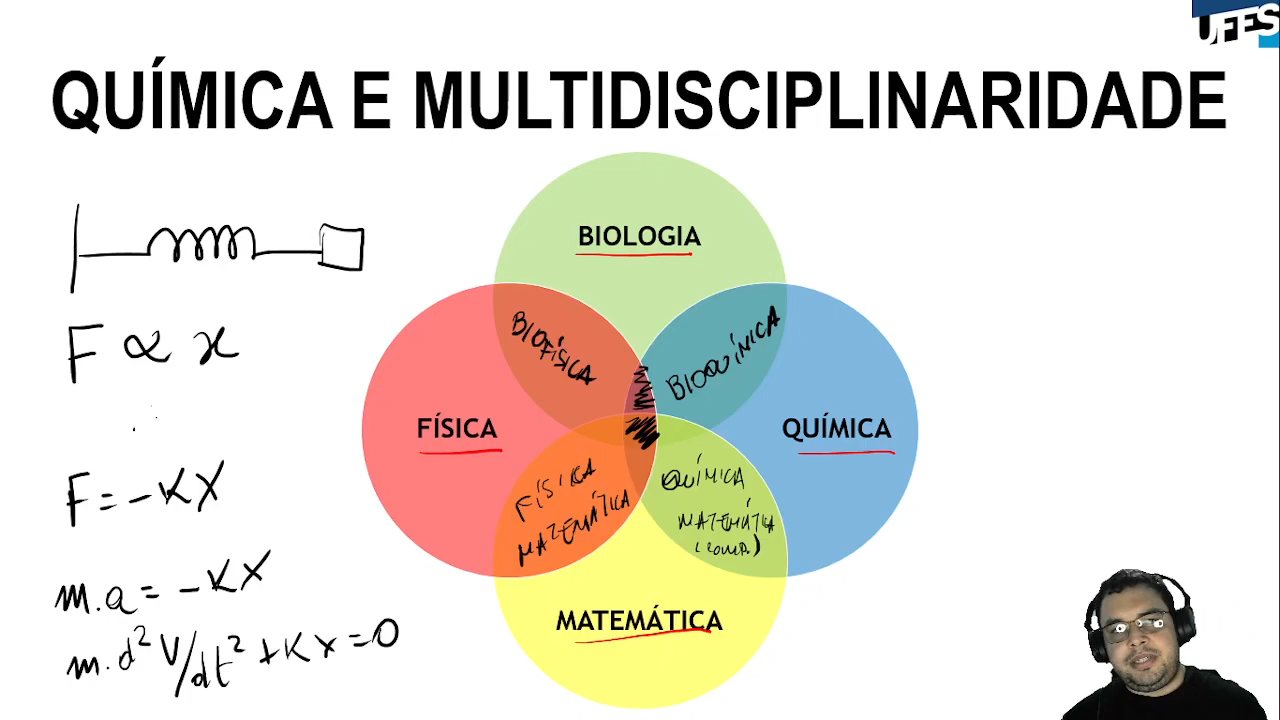 UFES
QUÍMICA E MULTIDISCIPLINARIDADE
BIOLOGIA
BIOFÍSICA
BIOQUÍMICA
FÍSICA
QUÍMICA
FÍSICA
MATEMÁTICA
QUÍMICA
MATEMÁTICA
(COMP.)
MATEMÁTICA
F ∝ x
F = -KX
m.a = -KX
m.d²V/dt² + KX = 0